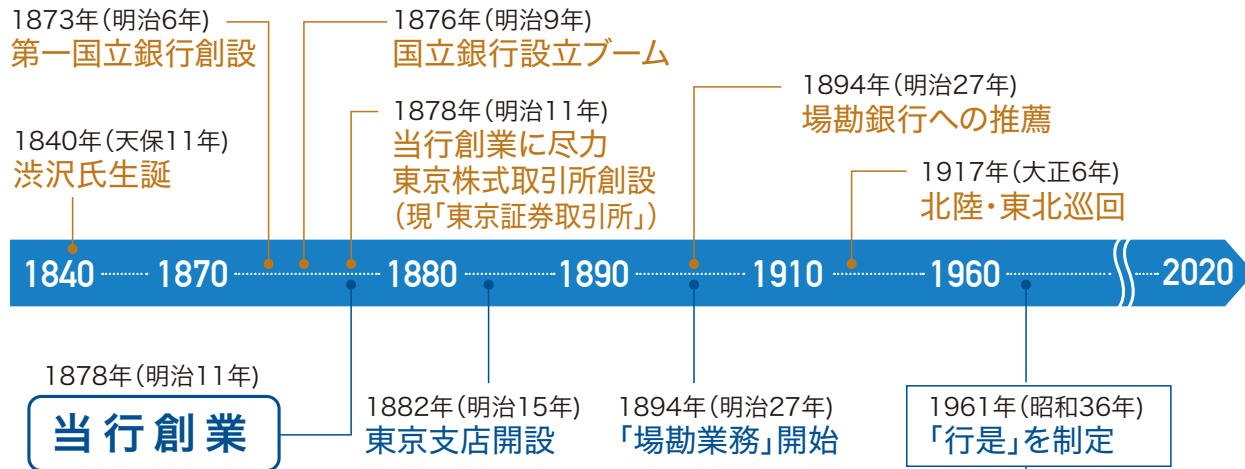 1873年（明治6年）
第一国立銀行創設
1876年（明治9年）
国立銀行設立ブーム
1840年（天保11年）
渋沢氏生誕
1878年（明治11年）
当行創業に尽力
東京株式取引所創設
（現「東京証券取引所」）
1894年（明治27年）
場勘銀行への推薦
1917年（大正6年）
北陸・東北巡回
1840 1870 1880 1890 1910 1960 2020
1878年（明治11年）
当行創業
1882年（明治15年）
東京支店開設
1894年（明治27年）
「場勘業務」開始
1961年（昭和36年）
「行是」を制定